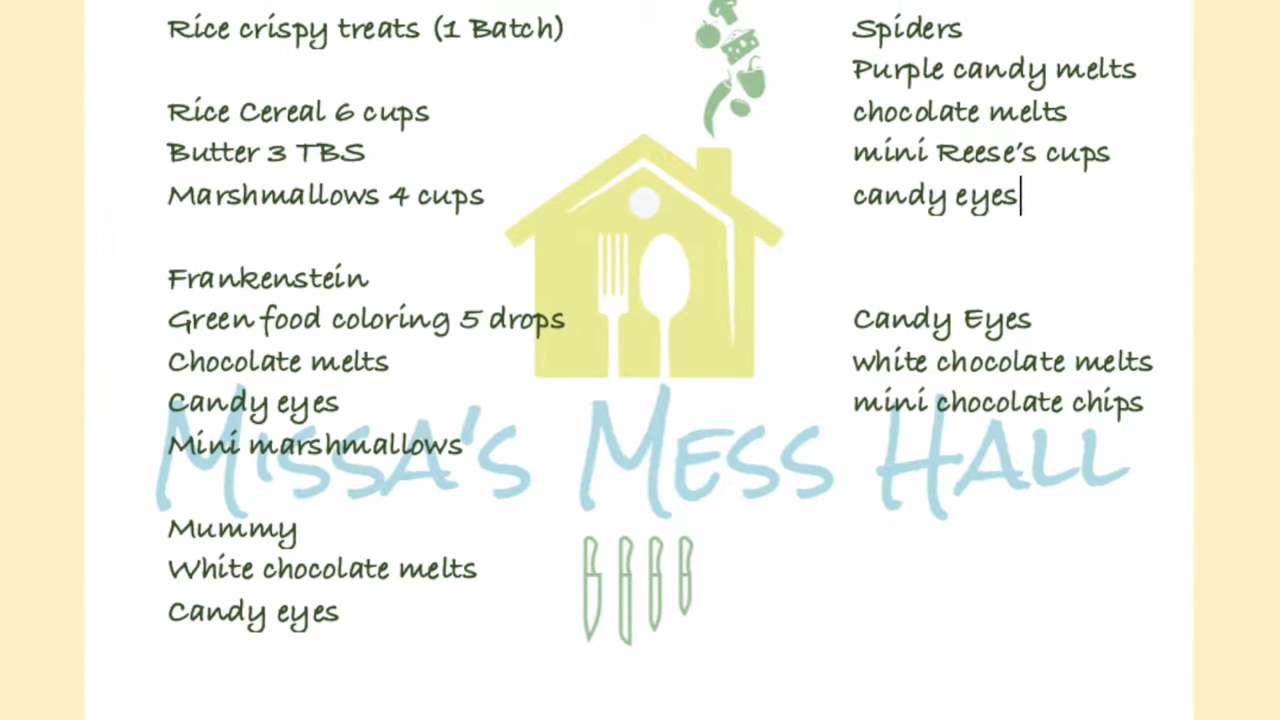 Rice crispy treats (1 Batch)
Rice Cereal 6 cups
Butter 3 TBS
Marshmallows 4 cups
Frankenstein
Green food coloring 5 drops
Chocolate melts
Candy eyes
Mini marshmallows
Mummy
White chocolate melts
Candy eyes
Spiders
Purple candy melts
chocolate melts
mini Reese's cups
candy eyes
Candy Eyes
white chocolate melts
mini chocolate chips
Missa's Mess Hall